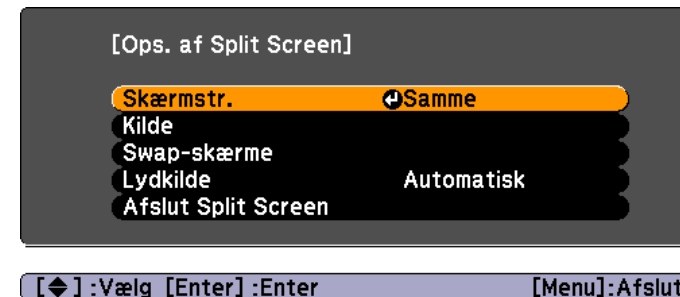 [Ops. af Split Screen]
Skærmstr. Samme
Kilde
Swap-skærme
Lydkilde Automatisk
Afslut Split Screen
[◆] :Vælg [Enter] :Enter [Menu]:Afslut